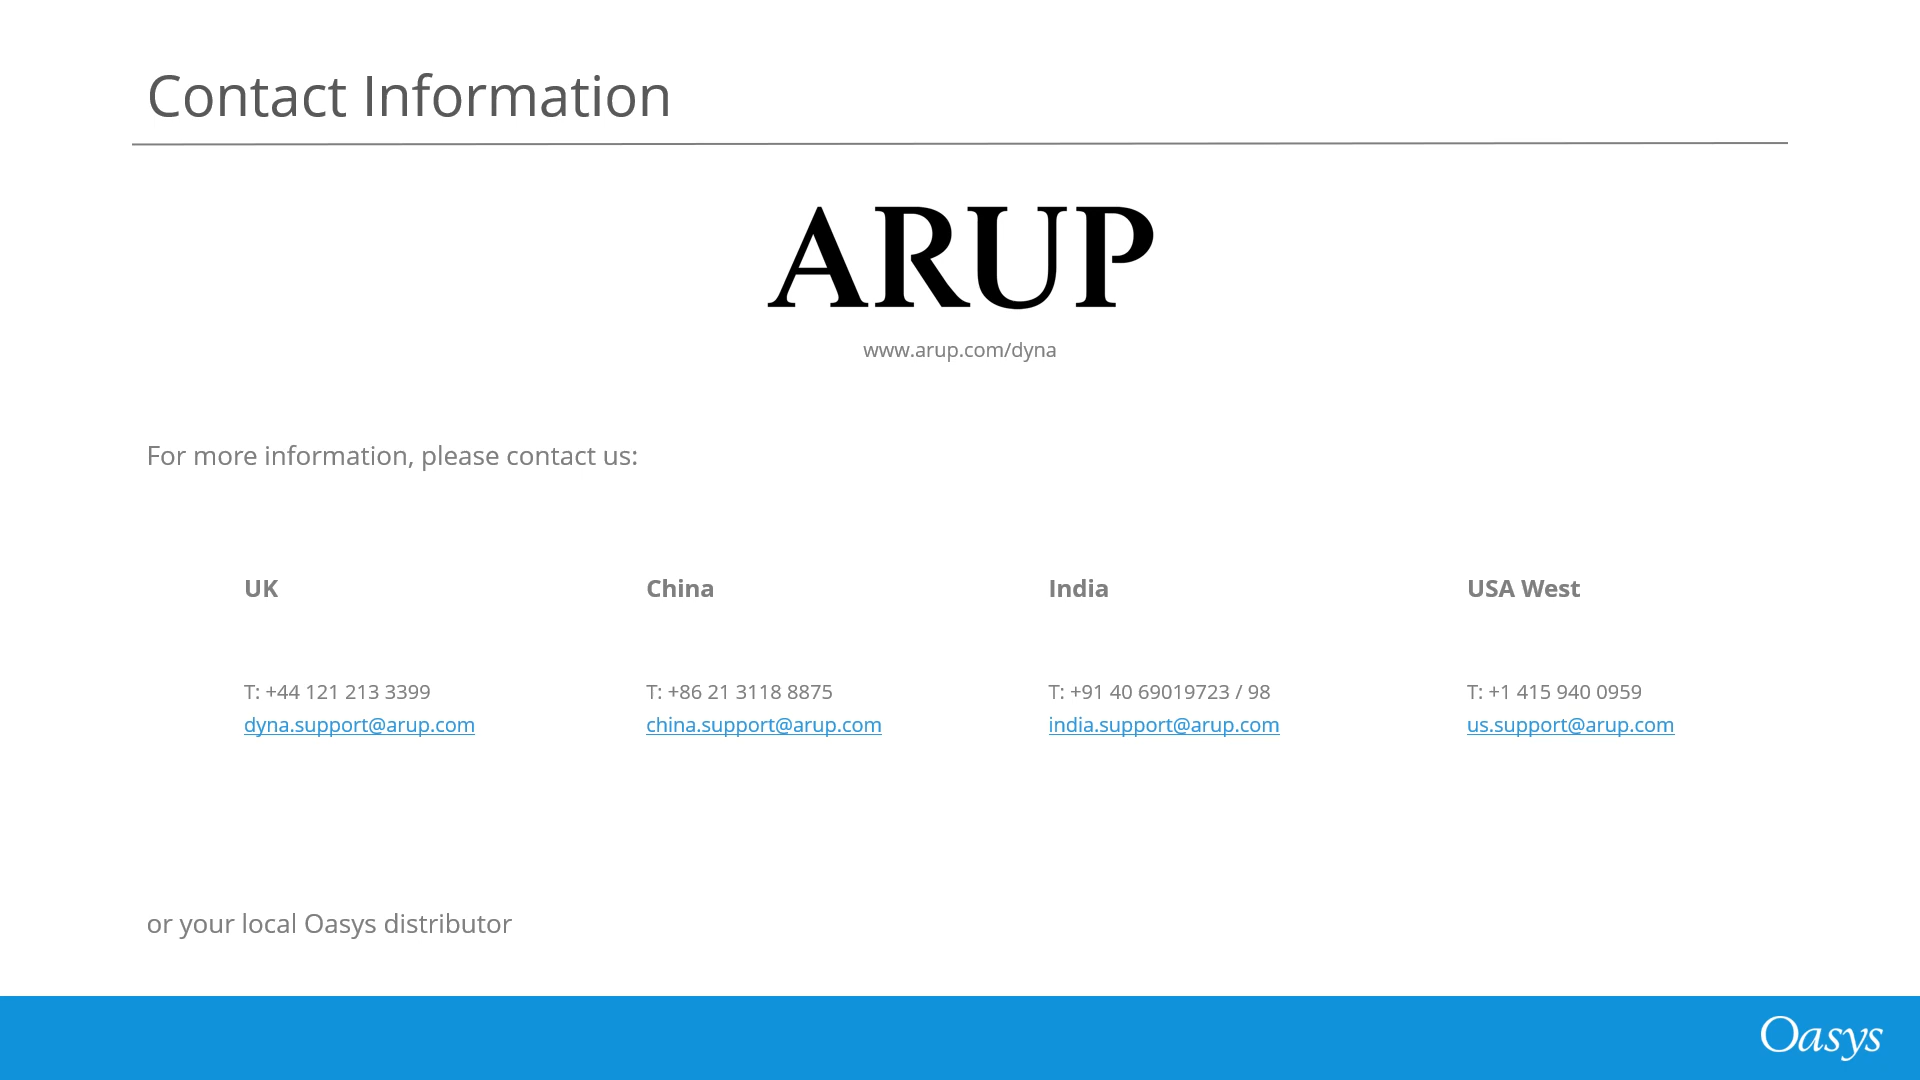 Contact Information
ARUP
www.arup.com/dyna
For more information, please contact us:
UK
T: +44 121 213 3399
dyna.support@arup.com
China
T: +86 21 3118 8875
china.support@arup.com
India
T: +91 40 69019723 / 98
india.support@arup.com
USA West
T: +1 415 940 0959
us.support@arup.com
or your local Oasys distributor
Oasys